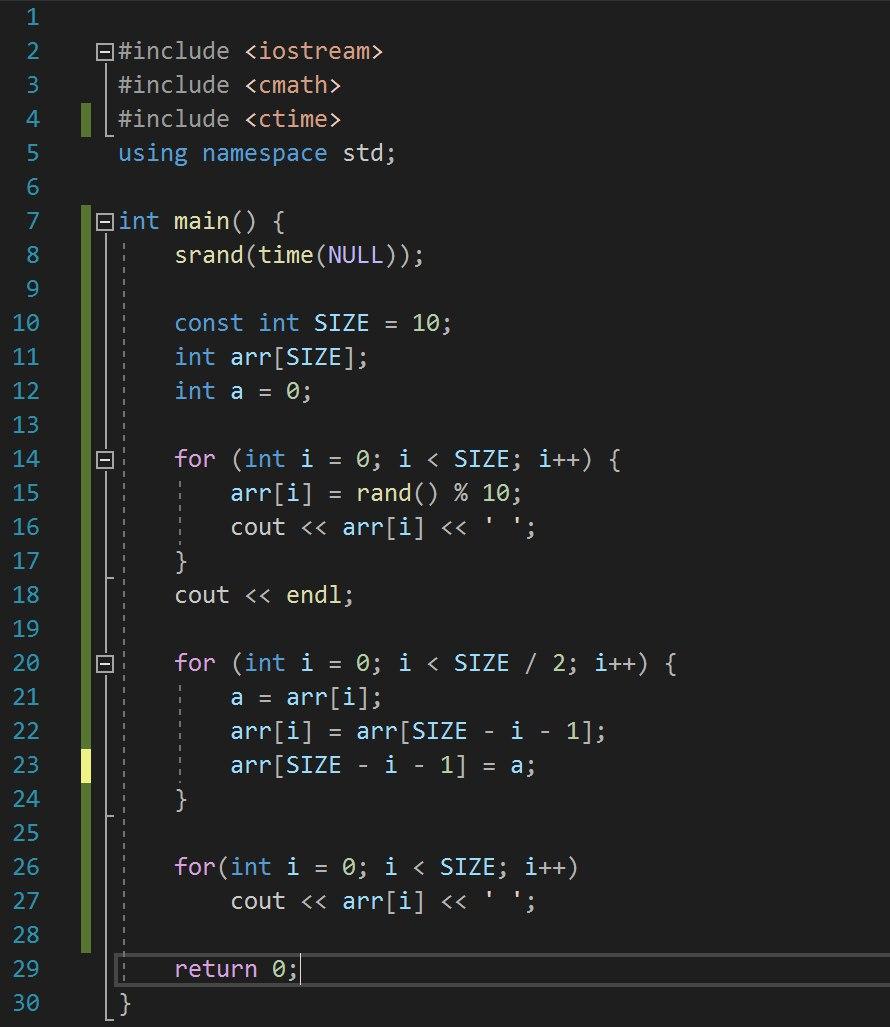 1
2 #include <iostream>
3 #include <cmath>
4 #include <ctime>
5 using namespace std;
6
7 int main() {
8     srand(time(NULL));
9
10     const int SIZE = 10;
11     int arr[SIZE];
12     int a = 0;
13
14     for (int i = 0; i < SIZE; i++) {
15         arr[i] = rand() % 10;
16         cout << arr[i] << ' ';
17     }
18     cout << endl;
19
20     for (int i = 0; i < SIZE / 2; i++) {
21         a = arr[i];
22         arr[i] = arr[SIZE - i - 1];
23         arr[SIZE - i - 1] = a;
24     }
25
26     for(int i = 0; i < SIZE; i++)
27         cout << arr[i] << ' ';
28
29     return 0;
30 }